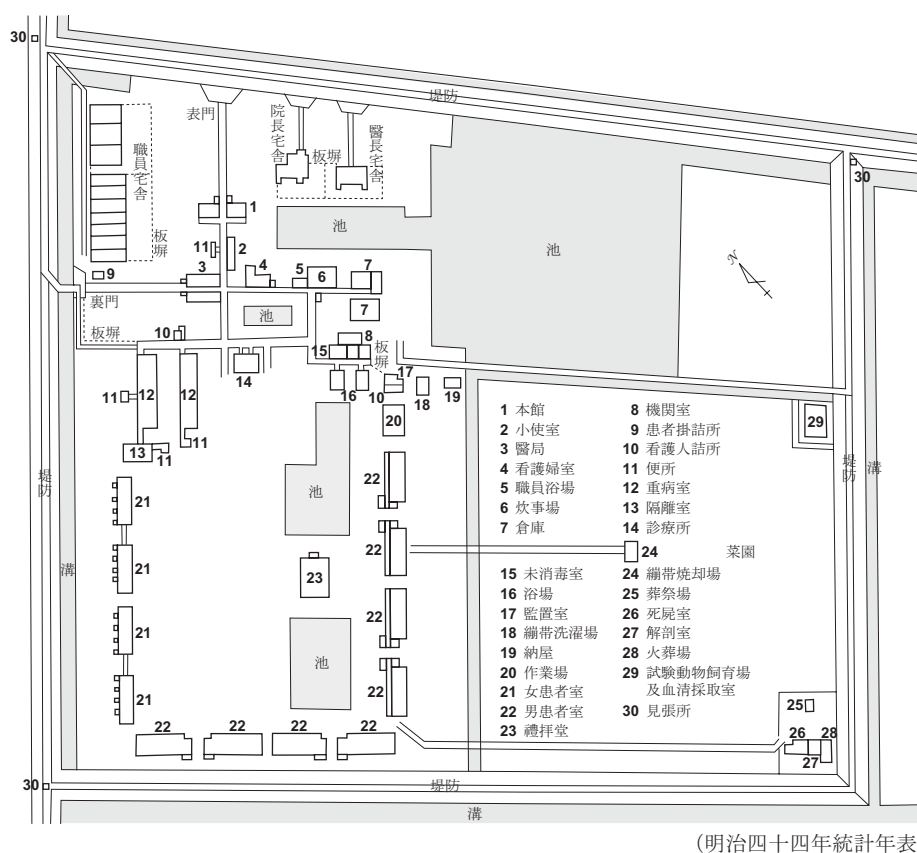 30
堤防
表門
院長宅舎
醫長宅舎
職員宅舎
板塀
30
1
池
板塀
11
2
池
N
9
3
4
5
6
7
7
裏門
池
板塀
10
8
15
板塀
17
14
16
10
18
19
11
12
12
20
29
13
11
11
堤防
21
池
22
堤防
溝
21
22
24
菜園
溝
23
21
22
池
21
22
25
22
22
22
22
26
28
27
30
堤防
溝
1 本館
2 小使室
3 醫局
4 看護婦室
5 職員浴場
6 炊事場
7 倉庫
8 機関室
9 患者掛詰所
10 看護人詰所
11 便所
12 重病室
13 隔離室
14 診療所
15 未消毒室
16 浴場
17 監置室
18 繃帯洗濯場
19 納屋
20 作業場
21 女患者室
22 男患者室
23 禮拝堂
24 繃帯焼却場
25 葬祭場
26 死屍室
27 解剖室
28 火葬場
29 試験動物飼育場
及血清採取室
30 見張所
(明治四十四年統計年表